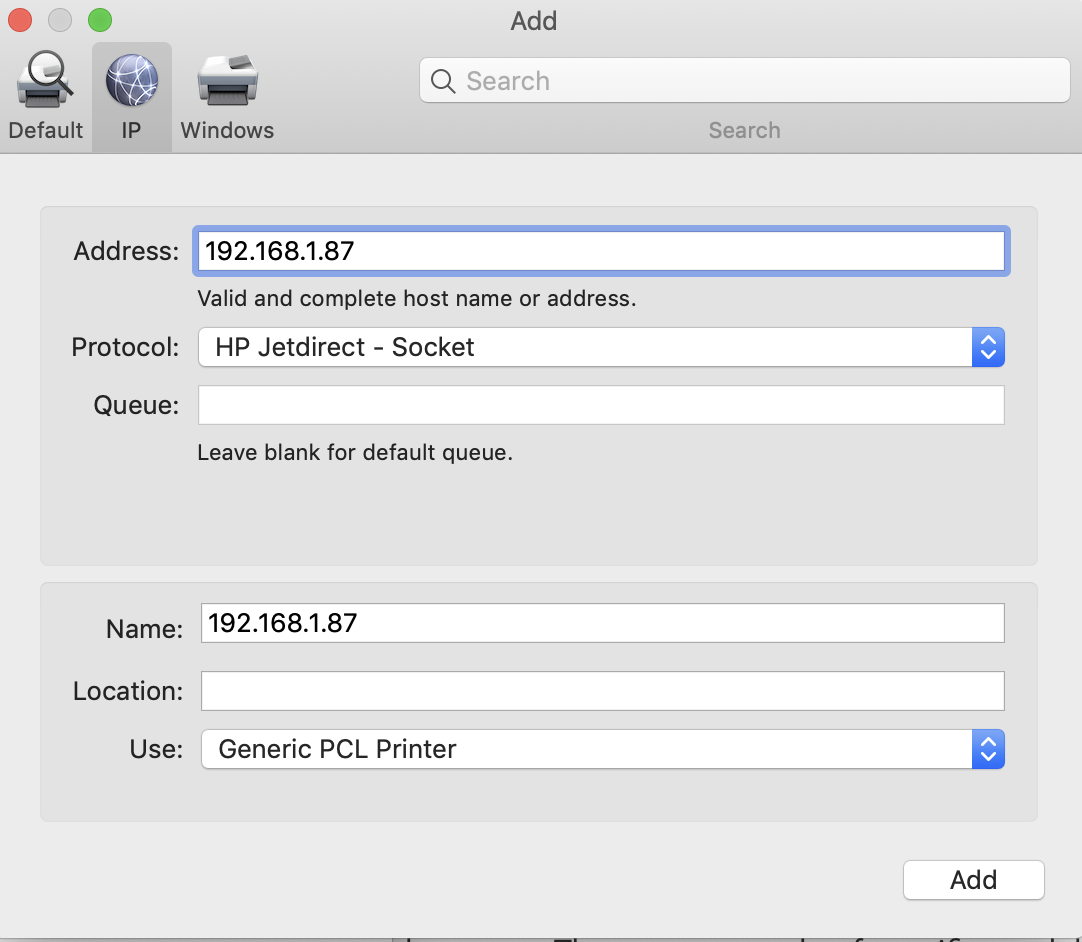 Add
Search
Default
IP
Windows
Search
Address: 192.168.1.87
Valid and complete host name or address.
Protocol: HP Jetdirect - Socket
Queue:
Leave blank for default queue.
Name: 192.168.1.87
Location:
Use: Generic PCL Printer
Add